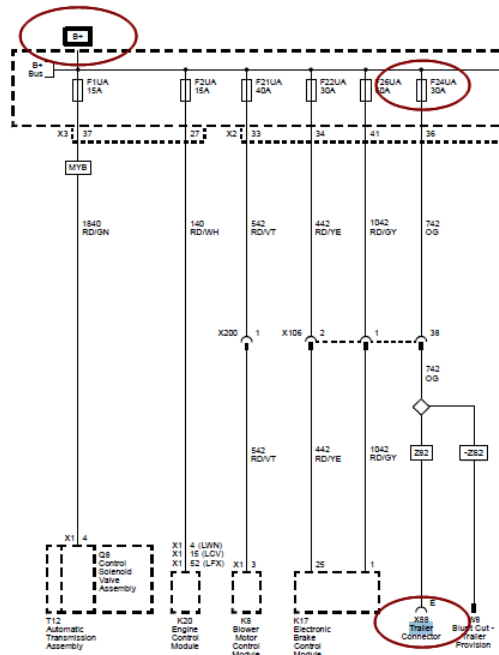 B+
B+
Bus
F1UA
15A
F2UA
15A
F21UA
40A
F22UA
30A
F26UA
F24UA
30A
X3
37
27
X2
33
34
41
36
MYB
1840
RD/GN
140
RD/WH
542
RD/VT
442
RD/YE
1042
RD/GY
742
OG
X200
1
X106
2
1
38
742
OG
542
RD/VT
442
RD/YE
1042
RD/GY
Z82
-Z82
X1
4
X1 4 (LWN)
X1 15 (LCV)
X1 52 (LFX)
X1
3
25
1
Q8
Control
Solenoid
Valve
Assembly
E
T12
Automatic
Transmission
Assembly
K20
Engine
Control
Module
K8
Blower
Motor
Control
Module
K17
Electronic
Brake
Control
Module
X88
Trailer
Connector
W8
Blunt Cut -
Trailer
Provision